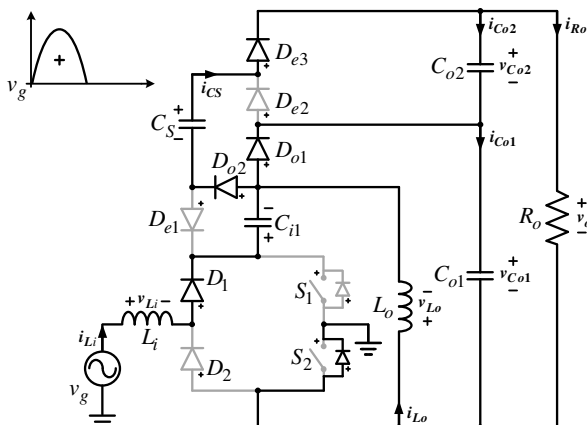 i_Co2 i_Ro
+ D_e3 + C_o2 v_Co2 + −
v_g + i_CS
D_e2 + i_Co1
C_S + −
D_o1 +
D_o2 +
D_e1 + C_i1 − + R_o v_o + −
D_1 + S_1 + + L_o v_Lo − + C_o1 v_Co1 + −
+ v_Li −
L_i
i_Li D_2 + S_2 + +
v_g i_Lo